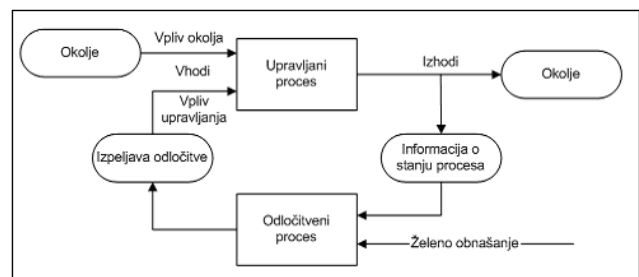 Okolje
Vpliv okolja
Vhodi
Vpliv
upravljanja
Upravljani
proces
Izhodi
Okolje
Izpeljava odločitve
Informacija o
stanju procesa
Odločitveni
proces
Želeno obnašanje